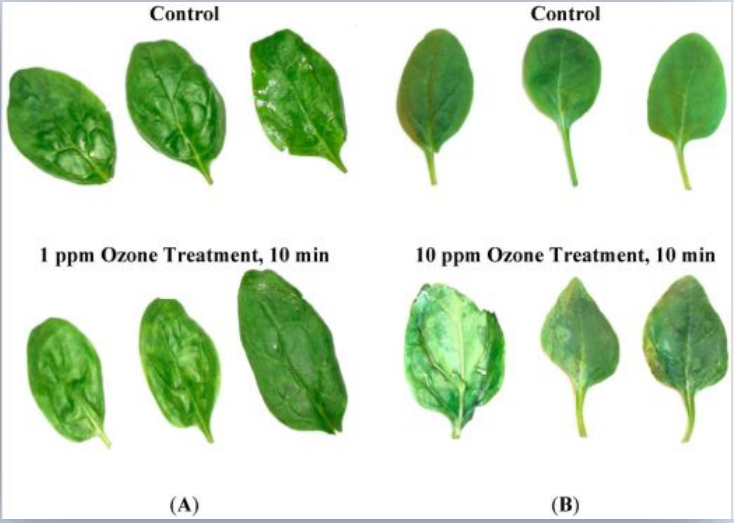 Control
Control
1 ppm Ozone Treatment, 10 min
10 ppm Ozone Treatment, 10 min
(A)
(B)